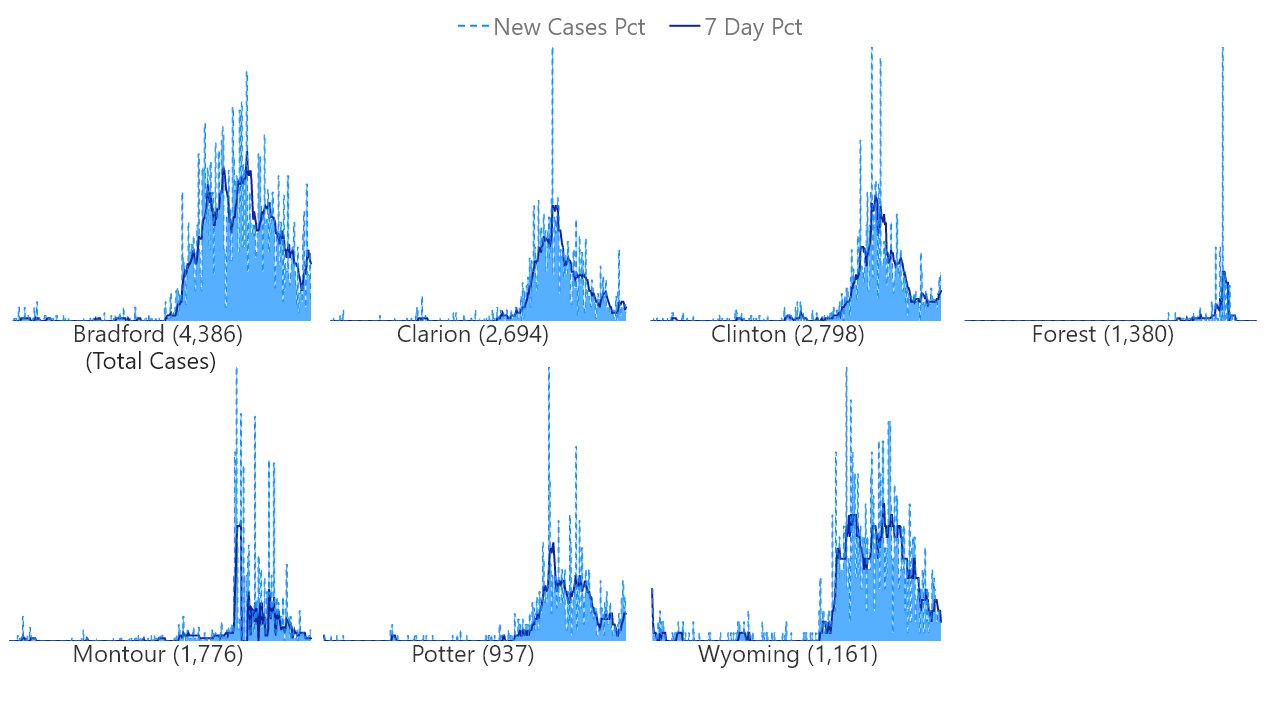 New Cases Pct 7 Day Pct
Bradford (4,386) Clarion (2,694) Clinton (2,798) Forest (1,380)
(Total Cases)
Montour (1,776) Potter (937) Wyoming (1,161)